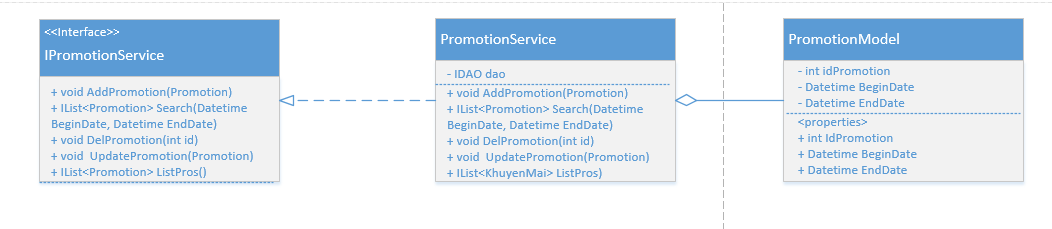 <<Interface>>
IPromotionService
+ void AddPromotion(Promotion)
+ IList<Promotion> Search(Datetime
BeginDate, Datetime EndDate)
+ void DelPromotion(int id)
+ void  UpdatePromotion(Promotion)
+ IList<Promotion> ListPros()
PromotionService
- IDAO dao
+ void AddPromotion(Promotion)
+ IList<Promotion> Search(Datetime
BeginDate, Datetime EndDate)
+ void DelPromotion(int id)
+ void  UpdatePromotion(Promotion)
+ IList<KhuyenMai> ListPros)
PromotionModel
- int idPromotion
- Datetime BeginDate
- Datetime EndDate
<properties>
+ int IdPromotion
+ Datetime BeginDate
+ Datetime EndDate